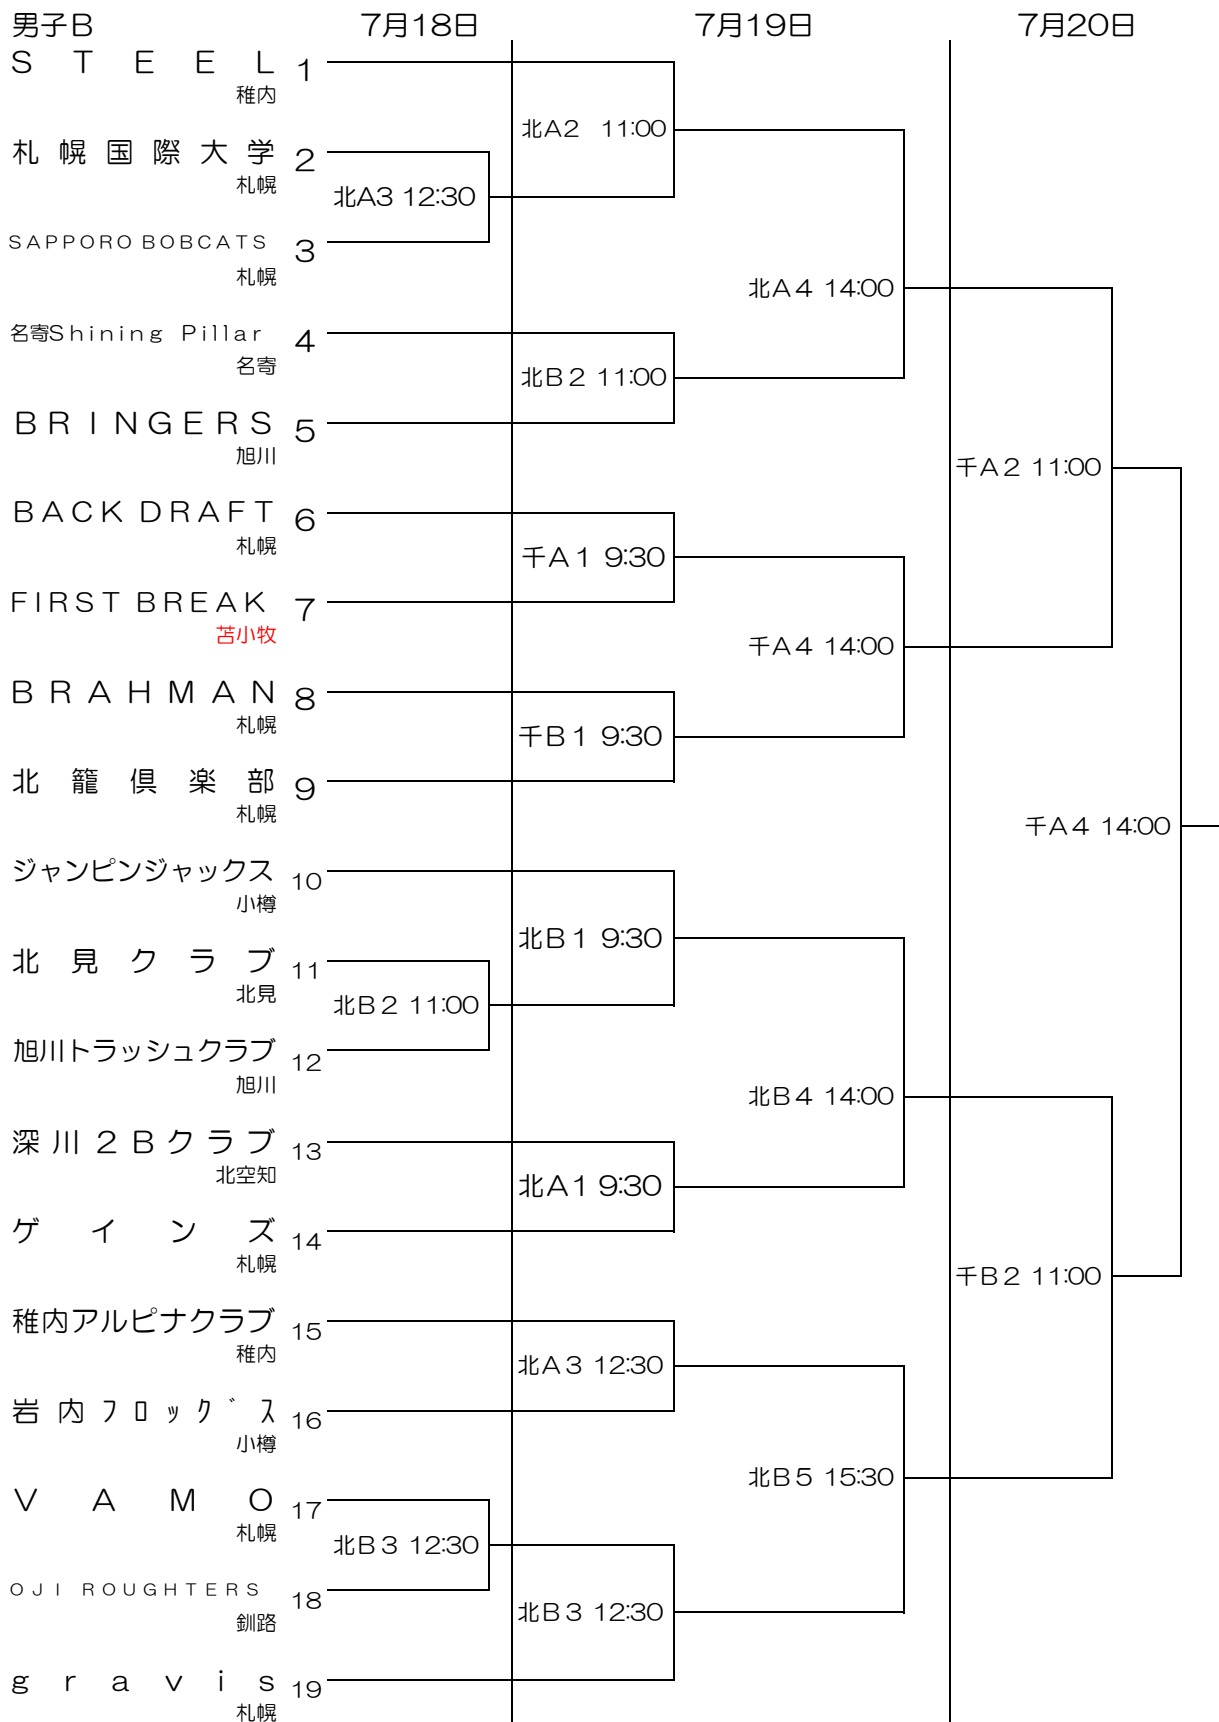 男子B 7月18日 7月19日 7月20日
STEEL 1
稚内
北A2 11:00
札幌国際大学 2
札幌
北A3 12:30
SAPPORO BOBCATS 3
札幌
北A4 14:00
名寄Shining Pillar 4
名寄
北B2 11:00
BRINGERS 5
旭川
千A2 11:00
BACK DRAFT 6
札幌
千A1 9:30
FIRST BREAK 7
苫小牧
千A4 14:00
BRAHMAN 8
札幌
千B1 9:30
北籠倶楽部 9
札幌
千A4 14:00
ジャンピンジャックス 10
小樽
北B1 9:30
北見クラブ 11
北見
北B2 11:00
旭川トラッシュクラブ 12
旭川
北B4 14:00
深川2Bクラブ 13
北空知
北A1 9:30
ゲインズ 14
札幌
千B2 11:00
稚内アルピナクラブ 15
稚内
北A3 12:30
岩内フロッグス 16
小樽
北B5 15:30
VAMO 17
札幌
北B3 12:30
OJI ROUGHTERS 18
釧路
北B3 12:30
gravis 19
札幌